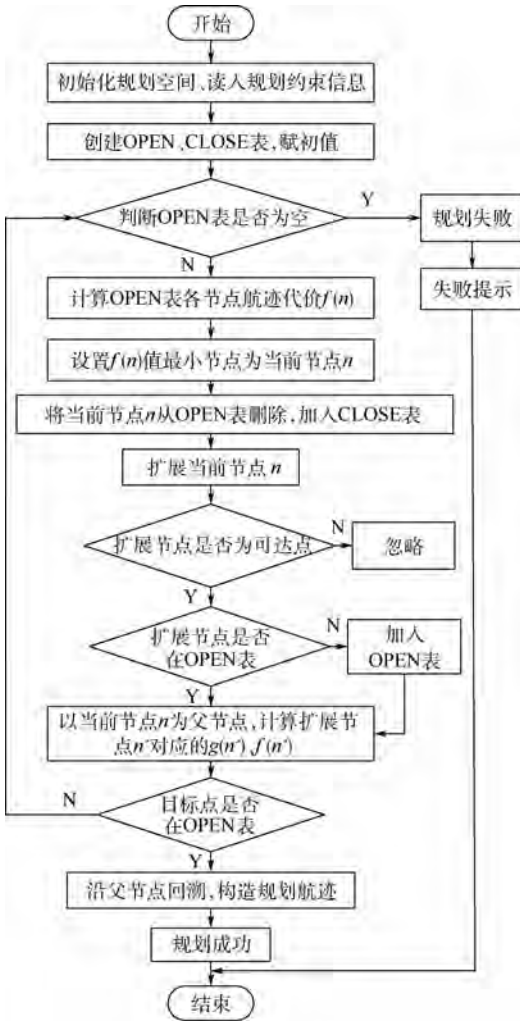 开始
初始化规划空间、读入规划约束信息
创建OPEN、CLOSE表,赋初值
判断OPEN表是否为空
Y
规划失败
N
计算OPEN表各节点航迹代价f(n)
失败提示
设置f(n)值最小节点为当前节点n
将当前节点n从OPEN表删除,加入CLOSE表
扩展当前节点n
扩展节点是否为可达点
N
忽略
Y
扩展节点是否
在OPEN表
N
加入
OPEN表
Y
以当前节点n为父节点,计算扩展节
点n'对应的g(n')、f(n')
N
目标点是否
在OPEN表
Y
沿父节点回溯,构造规划航迹
规划成功
结束